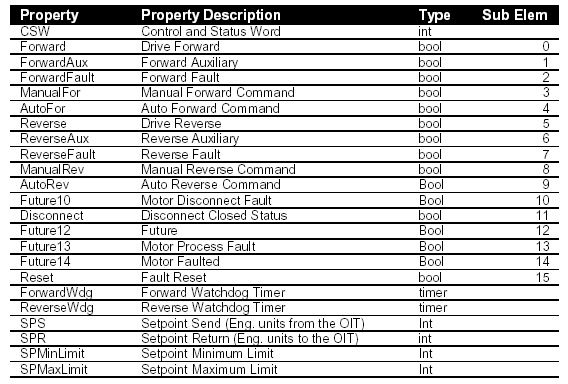 Property Property Description Type Sub Elem
CSW Control and Status Word int
Forward Drive Forward bool 0
ForwardAux Forward Auxiliary bool 1
ForwardFault Forward Fault bool 2
ManualFor Manual Forward Command bool 3
AutoFor Auto Forward Command bool 4
Reverse Drive Reverse bool 5
ReverseAux Reverse Auxiliary bool 6
ReverseFault Reverse Fault bool 7
ManualRev Manual Reverse Command bool 8
AutoRev Auto Reverse Command Bool 9
Future10 Motor Disconnect Fault Bool 10
Disconnect Disconnect Closed Status bool 11
Future12 Future Bool 12
Future13 Motor Process Fault Bool 13
Future14 Motor Faulted Bool 14
Reset Fault Reset bool 15
ForwardWdg Forward Watchdog Timer timer
ReverseWdg Reverse Watchdog Timer timer
SPS Setpoint Send (Eng. units from the OIT) Int
SPR Setpoint Return (Eng. units to the OIT) int
SPMinLimit Setpoint Minimum Limit Int
SPMaxLimit Setpoint Maximum Limit Int